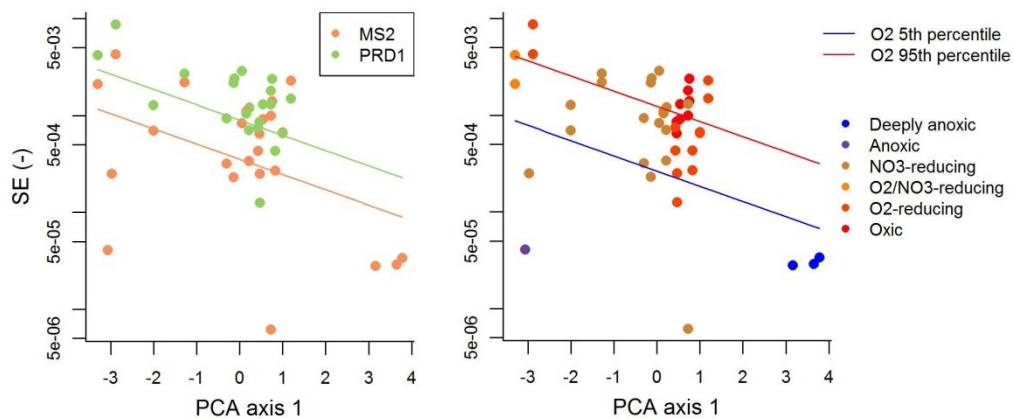 SE (-)
5e-03
5e-04
5e-05
5e-06
MS2
PRD1
-3 -2 -1 0 1 2 3 4
PCA axis 1
5e-03
5e-04
5e-05
5e-06
-3 -2 -1 0 1 2 3 4
PCA axis 1
O2 5th percentile
O2 95th percentile
Deeply anoxic
Anoxic
NO3-reducing
O2/NO3-reducing
O2-reducing
Oxic